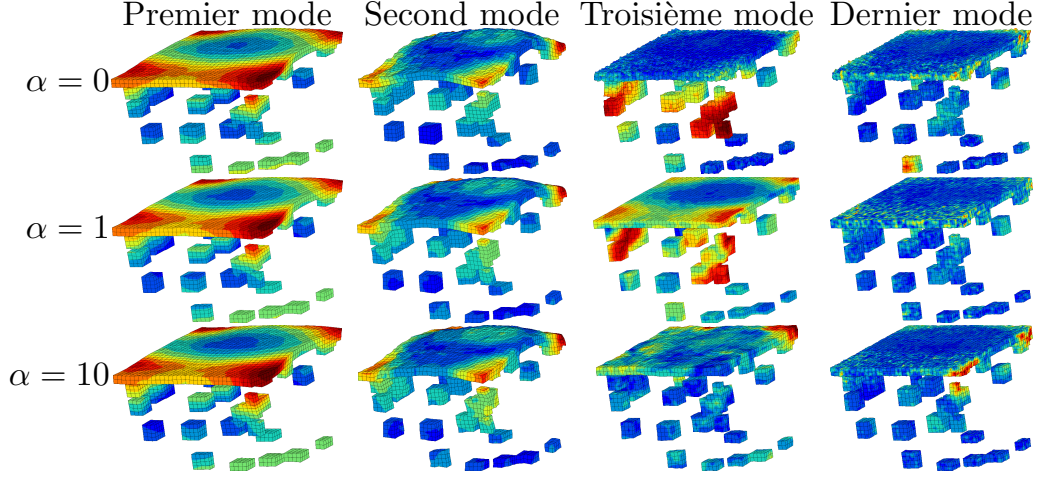 Premier mode Second mode Troisième mode Dernier mode
α = 0
α = 1
α = 10